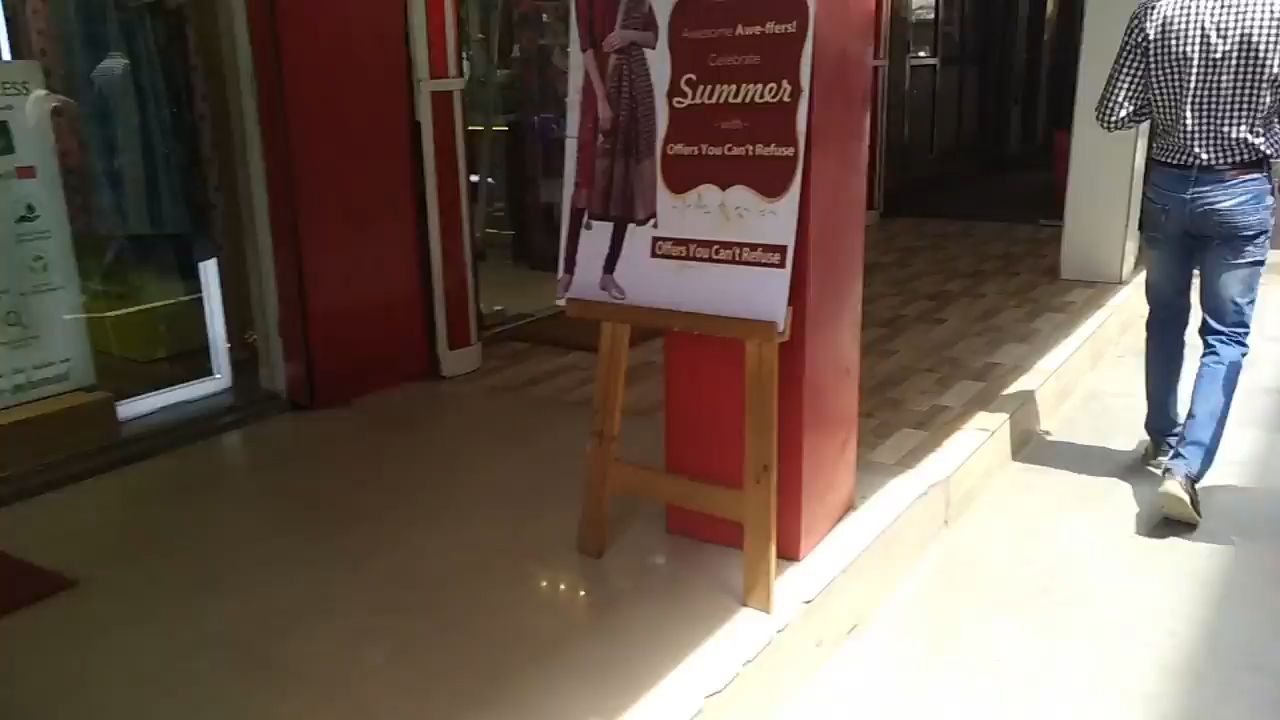 ESS
Awesome Awe-ffers!
Celebrate
Summer
- with -
Offers You Can't Refuse
Offers You Can't Refuse